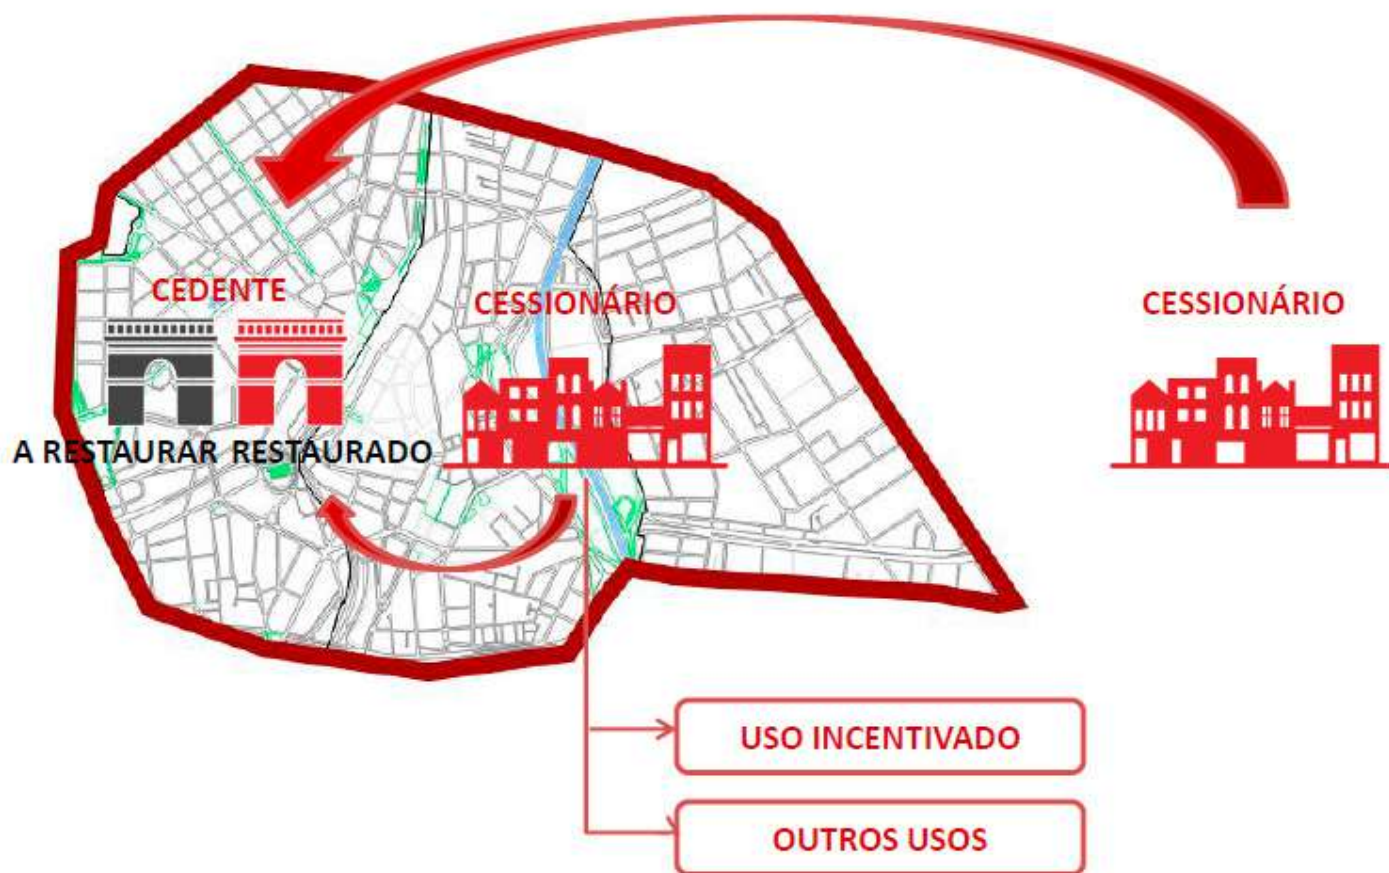 CEDENTE
CESSIONÁRIO
CESSIONÁRIO
A RESTAURAR RESTAURADO
USO INCENTIVADO
OUTROS USOS